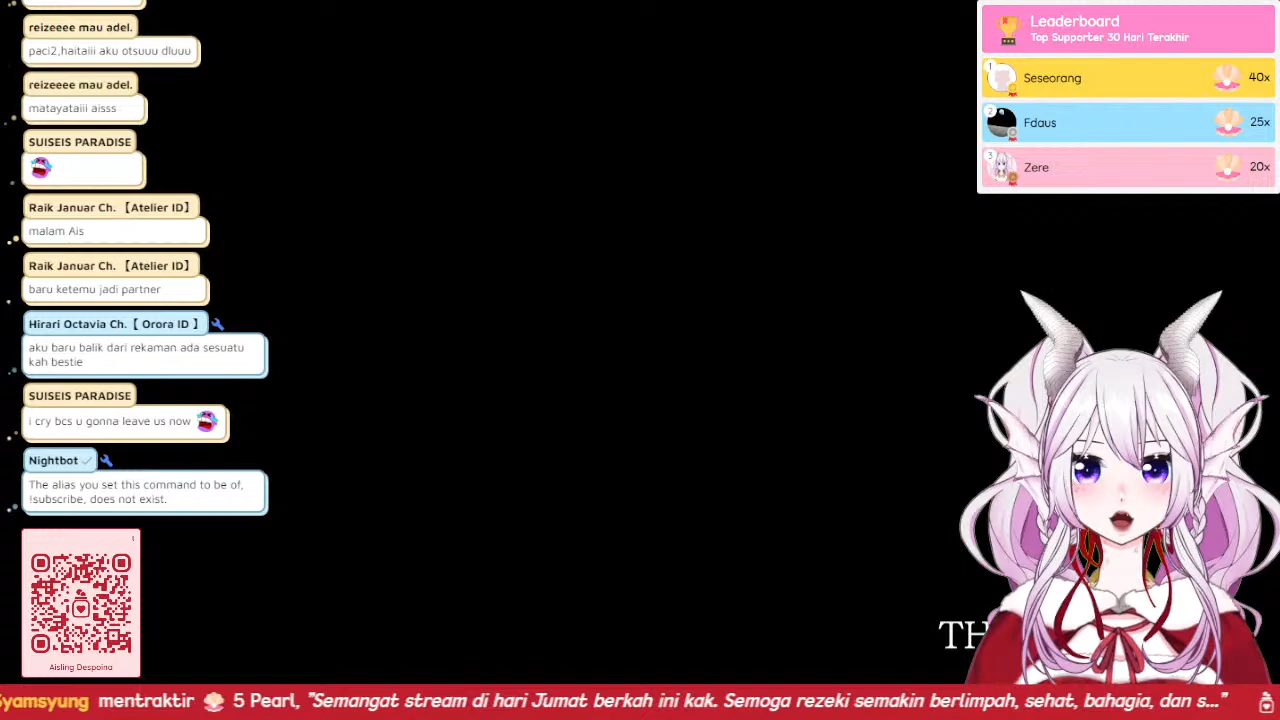 reizeeee mau adel.
paci2,haitaiii aku otsuuu dluuu
reizeeee mau adel.
matayataiii aisss
SUISEIS PARADISE
Raik Januar Ch. 【Atelier ID】
malam Ais
Raik Januar Ch. 【Atelier ID】
baru ketemu jadi partner
Hirari Octavia Ch.【 Orora ID 】
aku baru balik dari rekaman ada sesuatu
kah bestie
SUISEIS PARADISE
i cry bcs u gonna leave us now
Nightbot
The alias you set this command to be of,
!subscribe, does not exist.
Aisling Despoina
Leaderboard
Top Supporter 30 Hari Terakhir
1 Seseorang 40x
2 Fdaus 25x
3 Zere 20x
TH
Syamsyung mentraktir 5 Pearl, "Semangat stream di hari Jumat berkah ini kak. Semoga rezeki semakin berlimpah, sehat, bahagia, dan s..."